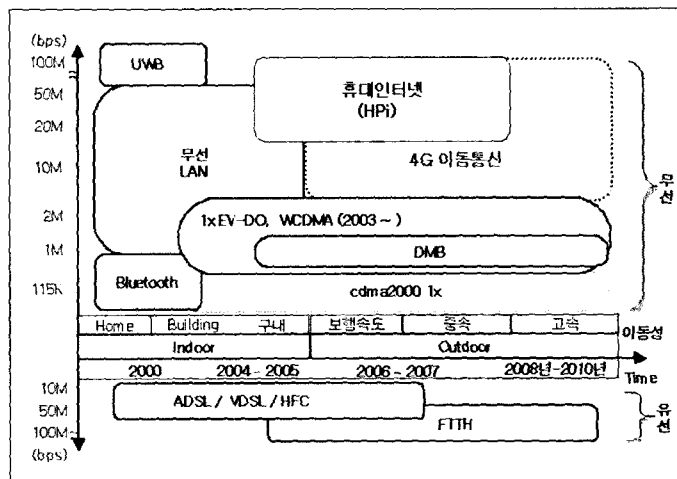 (bps)
100M
UWB
50M
휴대인터넷
(HPi)
20M
무선
LAN
10M
4G 이동통신
무선
2M
1xEV-DO, WCDMA (2003~)
1M
DMB
Bluetooth
115K
cdma2000 1x
Home Building 구내 보행속도 중속 고속 이동성
Indoor Outdoor
2000 2004-2005 2006~2007 2008년-2010년 Time
10M
ADSL / VDSL / HFC
50M
유선
FTTH
100M
(bps)